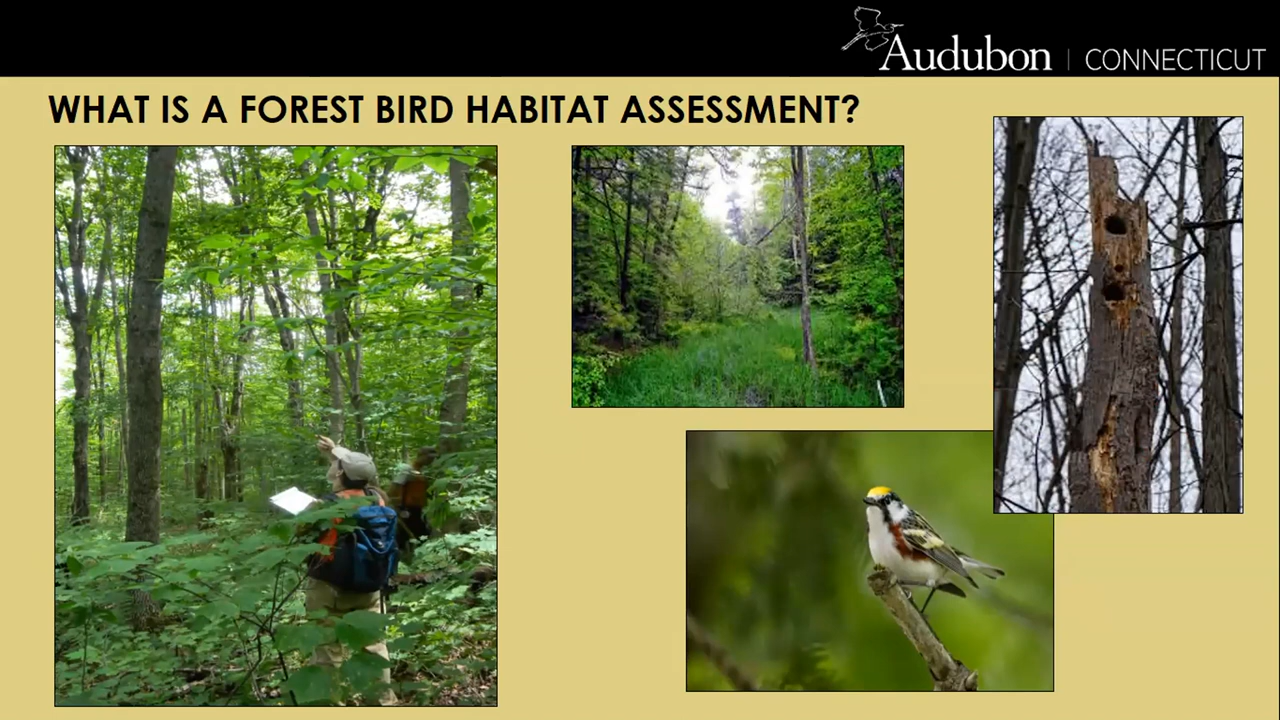 Audubon | CONNECTICUT
WHAT IS A FOREST BIRD HABITAT ASSESSMENT?